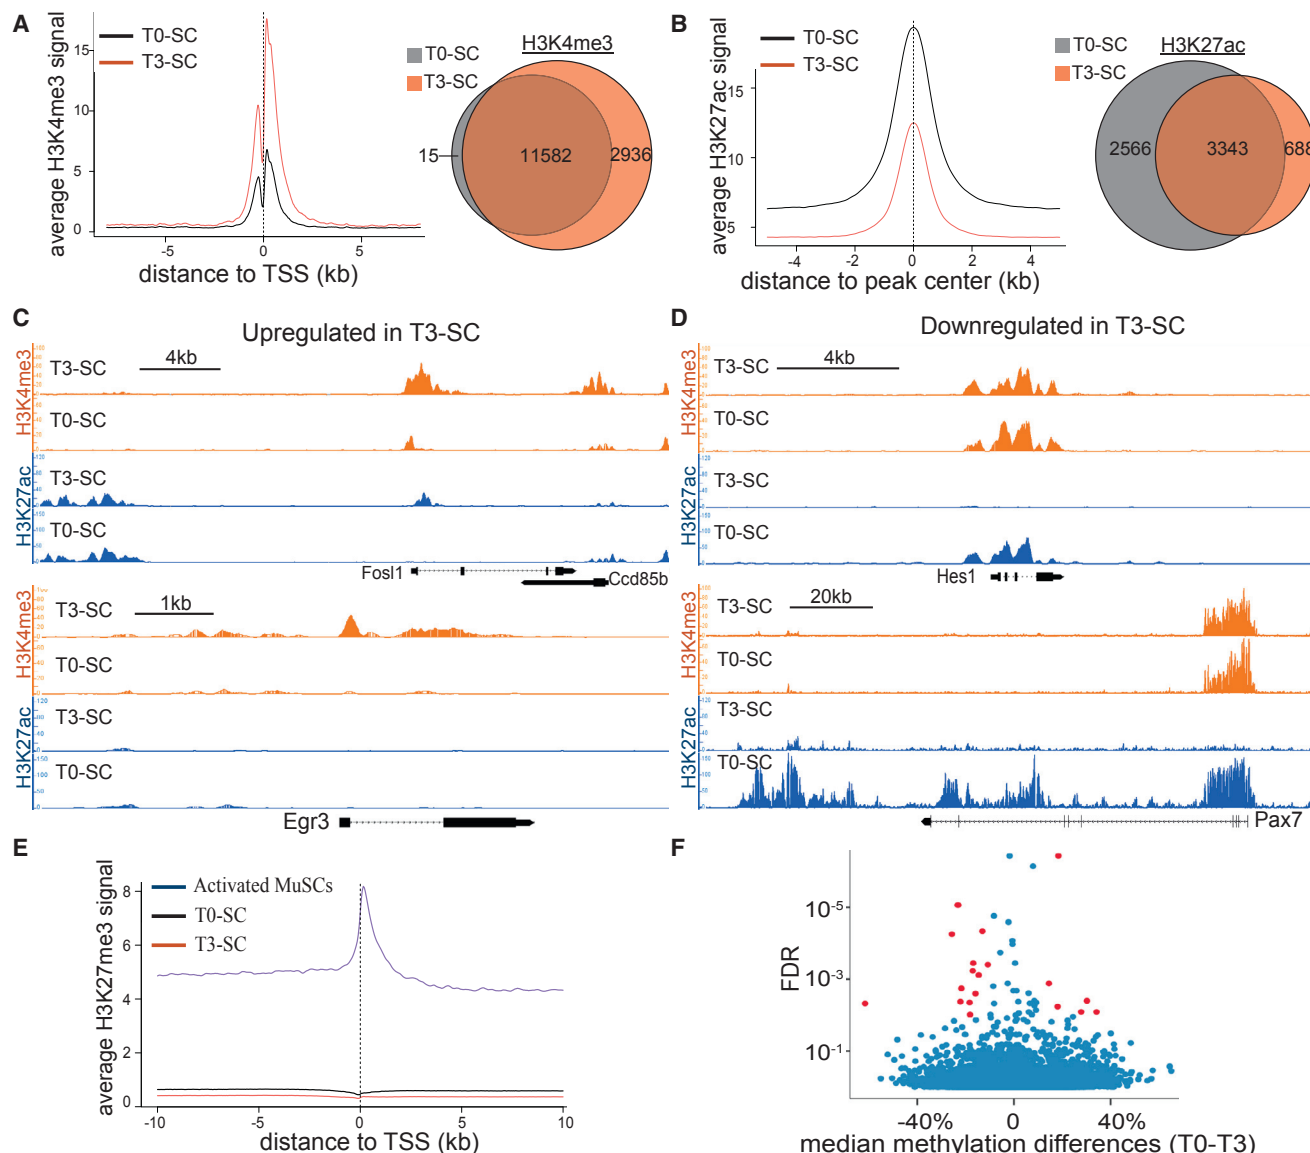 A
average H3K4me3 signal
15
10
5
0
T0-SC
T3-SC
-5
0
5
distance to TSS (kb)
H3K4me3
T0-SC
T3-SC
15
11582
2936
B
average H3K27ac signal
15
10
5
T0-SC
T3-SC
-4
-2
0
2
4
distance to peak center (kb)
H3K27ac
T0-SC
T3-SC
2566
3343
688
C
Upregulated in T3-SC
H3K4me3
T3-SC
4kb
T0-SC
H3K27ac
T3-SC
T0-SC
Fosl1
Ccd85b
H3K4me3
T3-SC
1kb
T0-SC
H3K27ac
T3-SC
T0-SC
Egr3
D
Downregulated in T3-SC
H3K4me3
T3-SC
4kb
T0-SC
H3K27ac
T3-SC
T0-SC
Hes1
H3K4me3
T3-SC
20kb
T0-SC
H3K27ac
T3-SC
T0-SC
Pax7
E
average H3K27me3 signal
8
6
4
2
0
Activated MuSCs
T0-SC
T3-SC
-10
-5
0
5
10
distance to TSS (kb)
F
FDR
10-5
10-3
10-1
-40%
0
40%
median methylation differences (T0-T3)